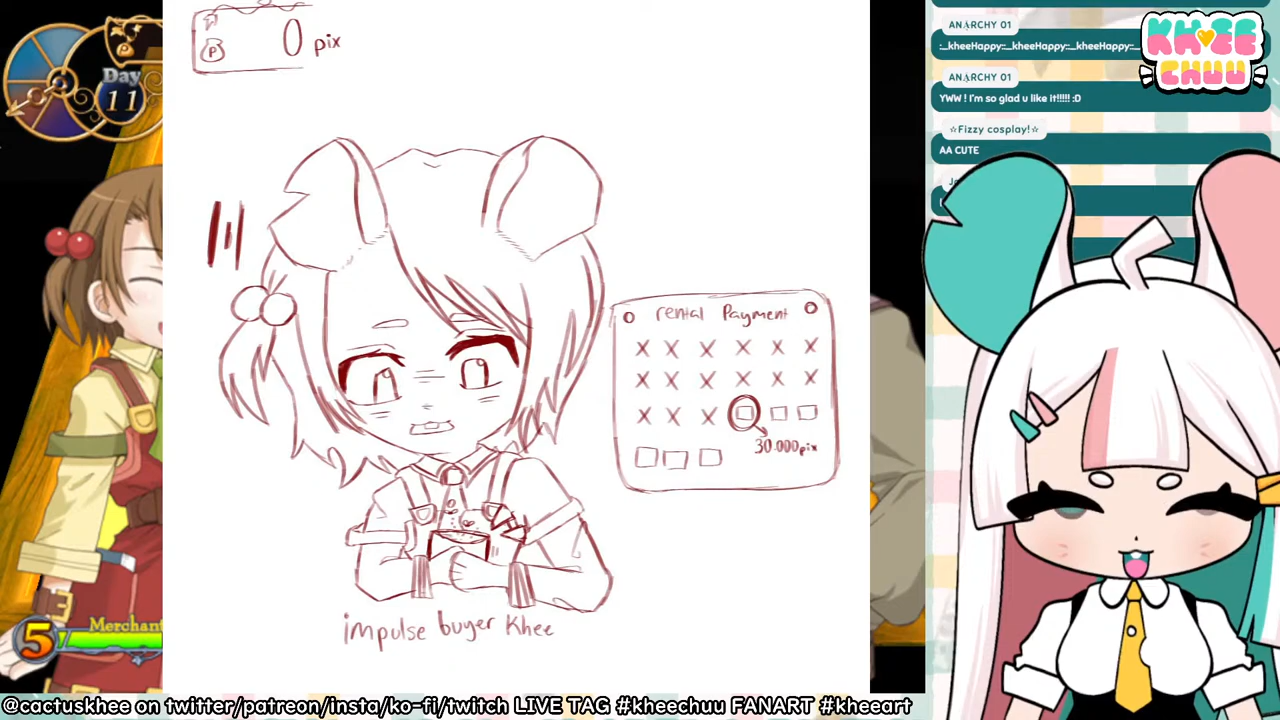 Day
11
5
Merchant
0 pix
P
rental Payment
30.000pix
impulse buyer Khee
ANARCHY 01
:_kheeHappy::_kheeHappy::_kheeHappy:
ANARCHY 01
YWW ! I'm so glad u like it!!!!! :D
☆Fizzy cosplay!☆
AA CUTE
KHEE
CHUU
@cactuskhee on twitter/patreon/insta/ko-fi/twitch LIVE TAG #kheechuu FANART #kheeart